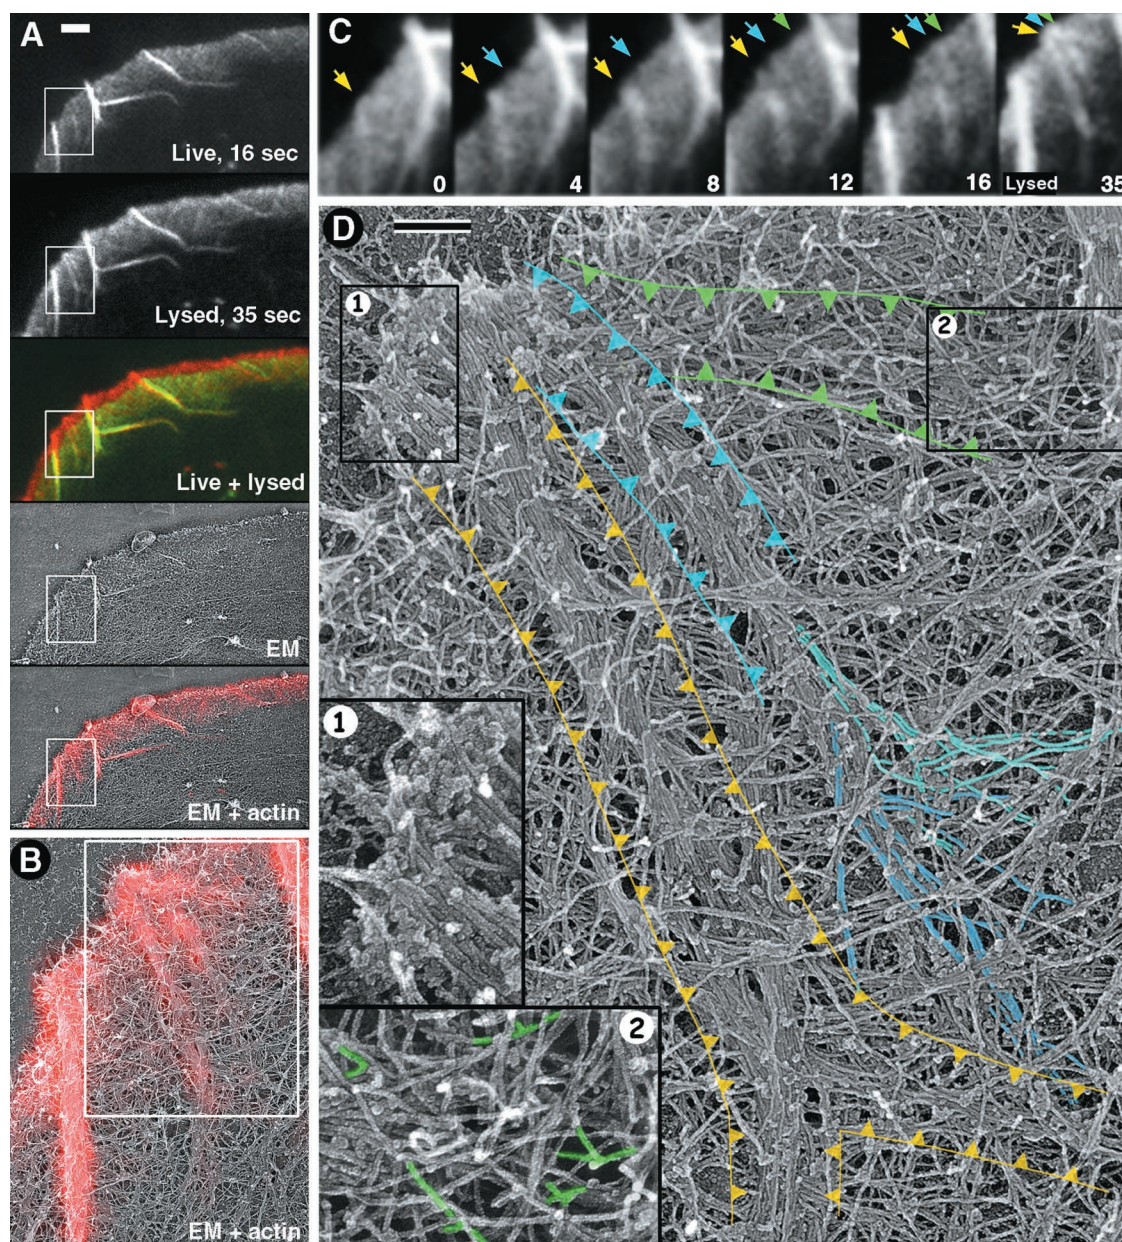 A
Live, 16 sec
Lysed, 35 sec
Live + lysed
EM
EM + actin
B
EM + actin
C
0
4
8
12
16
Lysed
35
D
1
2
1
2